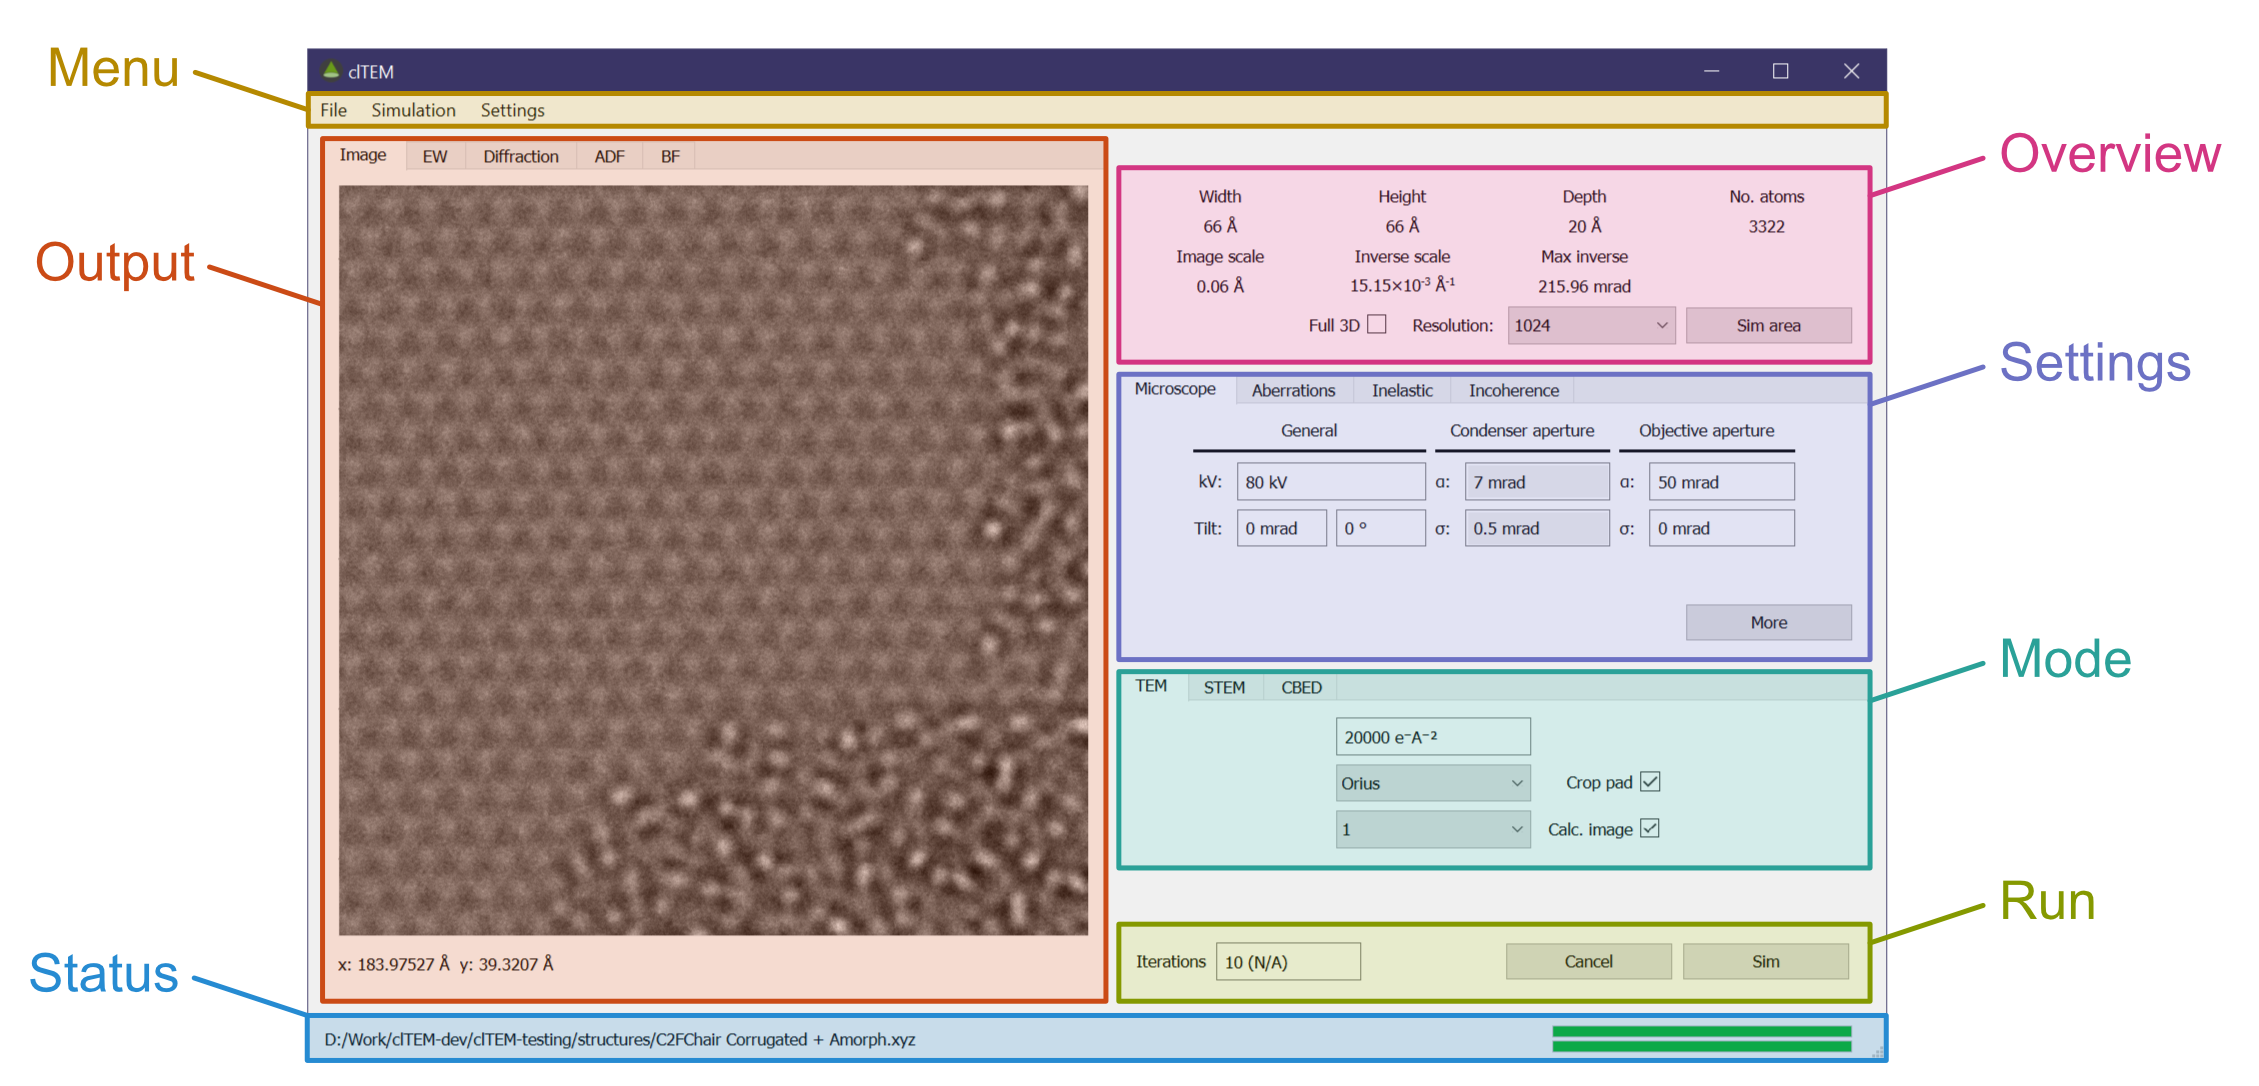 Menu
clTEM
File Simulation Settings
Output
Image EW Diffraction ADF BF
x: 183.97527 Å y: 39.3207 Å
Overview
Width Height Depth No. atoms
66 Å 66 Å 20 Å 3322
Image scale Inverse scale Max inverse
0.06 Å 15.15×10⁻³ Å⁻¹ 215.96 mrad
Full 3D Resolution: 1024 Sim area
Settings
Microscope Aberrations Inelastic Incoherence
General Condenser aperture Objective aperture
kV: 80 kV α: 7 mrad α: 50 mrad
Tilt: 0 mrad 0 ° σ: 0.5 mrad σ: 0 mrad
More
Mode
TEM STEM CBED
20000 e⁻A⁻²
Orius Crop pad
1 Calc. image
Run
Iterations 10 (N/A) Cancel Sim
Status
D:/Work/clTEM-dev/clTEM-testing/structures/C2FChair Corrugated + Amorph.xyz